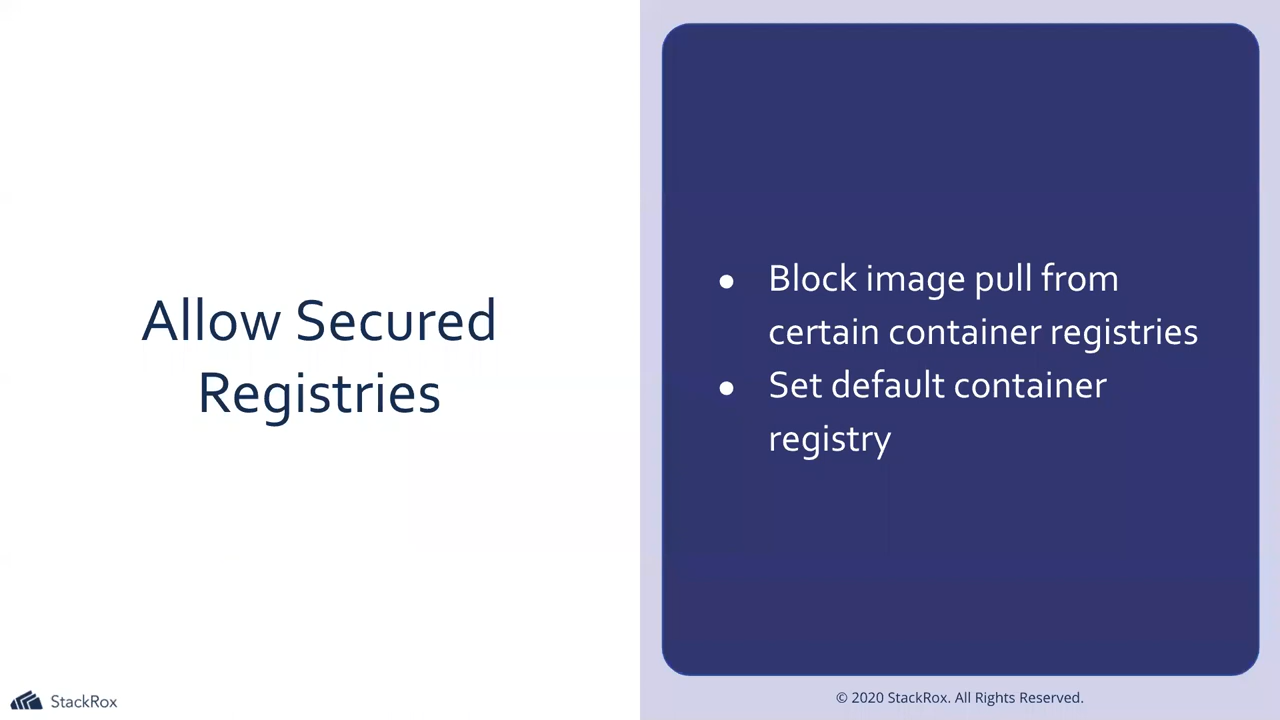 Allow Secured
Registries
● Block image pull from
certain container registries
● Set default container
registry
StackRox
© 2020 StackRox. All Rights Reserved.